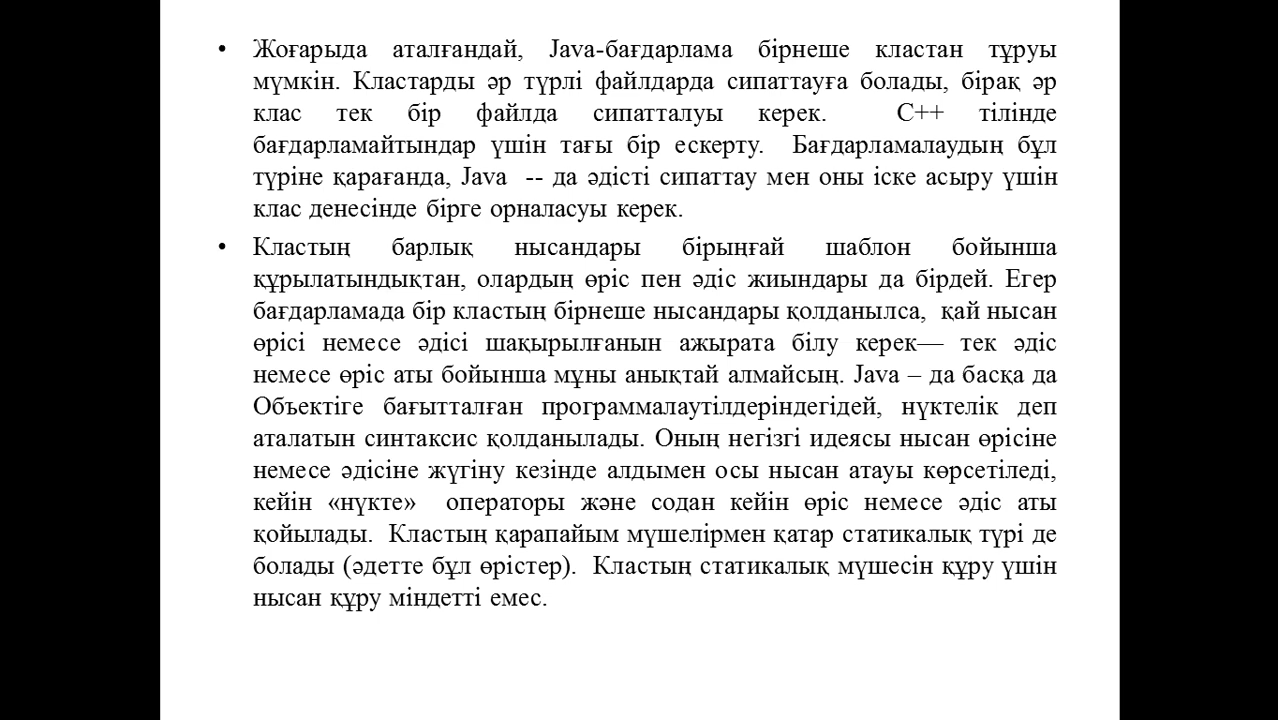 • Жоғарыда аталғандай, Java-бағдарлама бірнеше кластан тұруы
мүмкін. Кластарды әр түрлі файлдарда сипаттауға болады, бірақ әр
клас тек бір файлда сипатталуы керек. С++ тілінде
бағдарламайтындар үшін тағы бір ескерту. Бағдарламалаудың бұл
түріне қарағанда, Java -- да әдісті сипаттау мен оны іске асыру үшін
клас денесінде бірге орналасуы керек.
• Кластың барлық нысандары бірыңғай шаблон бойынша
құрылатындықтан, олардың өріс пен әдіс жиындары да бірдей. Егер
бағдарламада бір кластың бірнеше нысандары қолданылса, қай нысан
өрісі немесе әдісі шақырылғанын ажырата білу керек— тек әдіс
немесе өріс аты бойынша мұны анықтай алмайсың. Java – да басқа да
Объектіге бағытталған программалаутілдеріндегідей, нүктелік деп
аталатын синтаксис қолданылады. Оның негізгі идеясы нысан өрісіне
немесе әдісіне жүгіну кезінде алдымен осы нысан атауы көрсетіледі,
кейін «нүкте» операторы және содан кейін өріс немесе әдіс аты
қойылады. Кластың қарапайым мүшелірмен қатар статикалық түрі де
болады (әдетте бұл өрістер). Кластың статикалық мүшесін құру үшін
нысан құру міндетті емес.